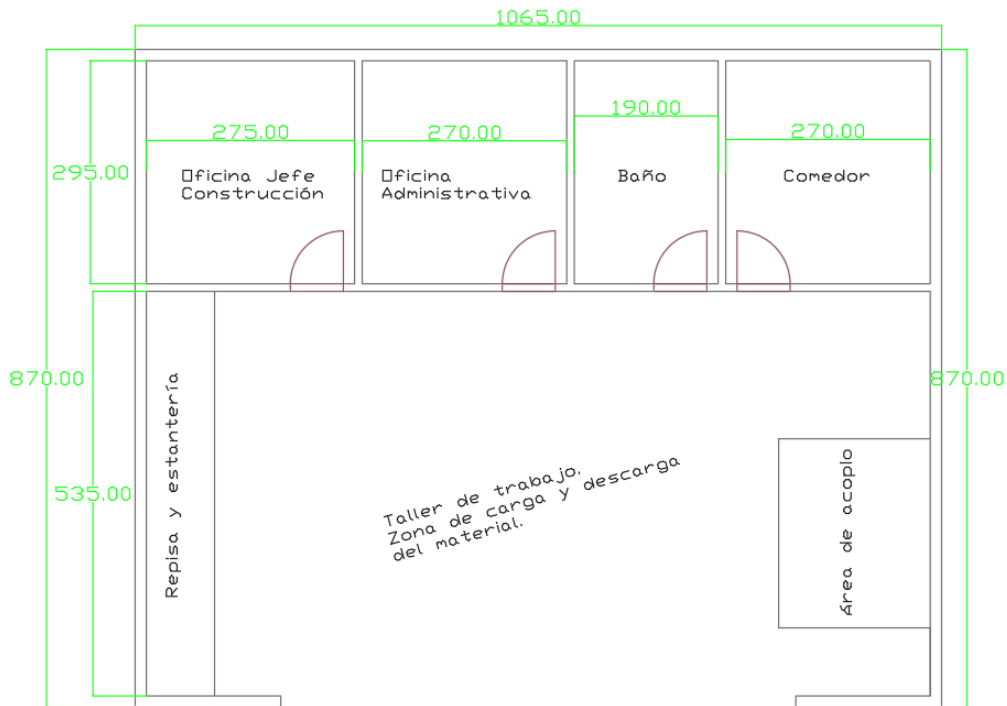 1065.00
275.00
270.00
190.00
270.00
295.00
Oficina Jefe
Construcción
Oficina
Administrativa
Baño
Comedor
870.00
870.00
535.00
Repisa y estantería
Taller de trabajo.
Zona de carga y descarga
del material.
Área de acoplo